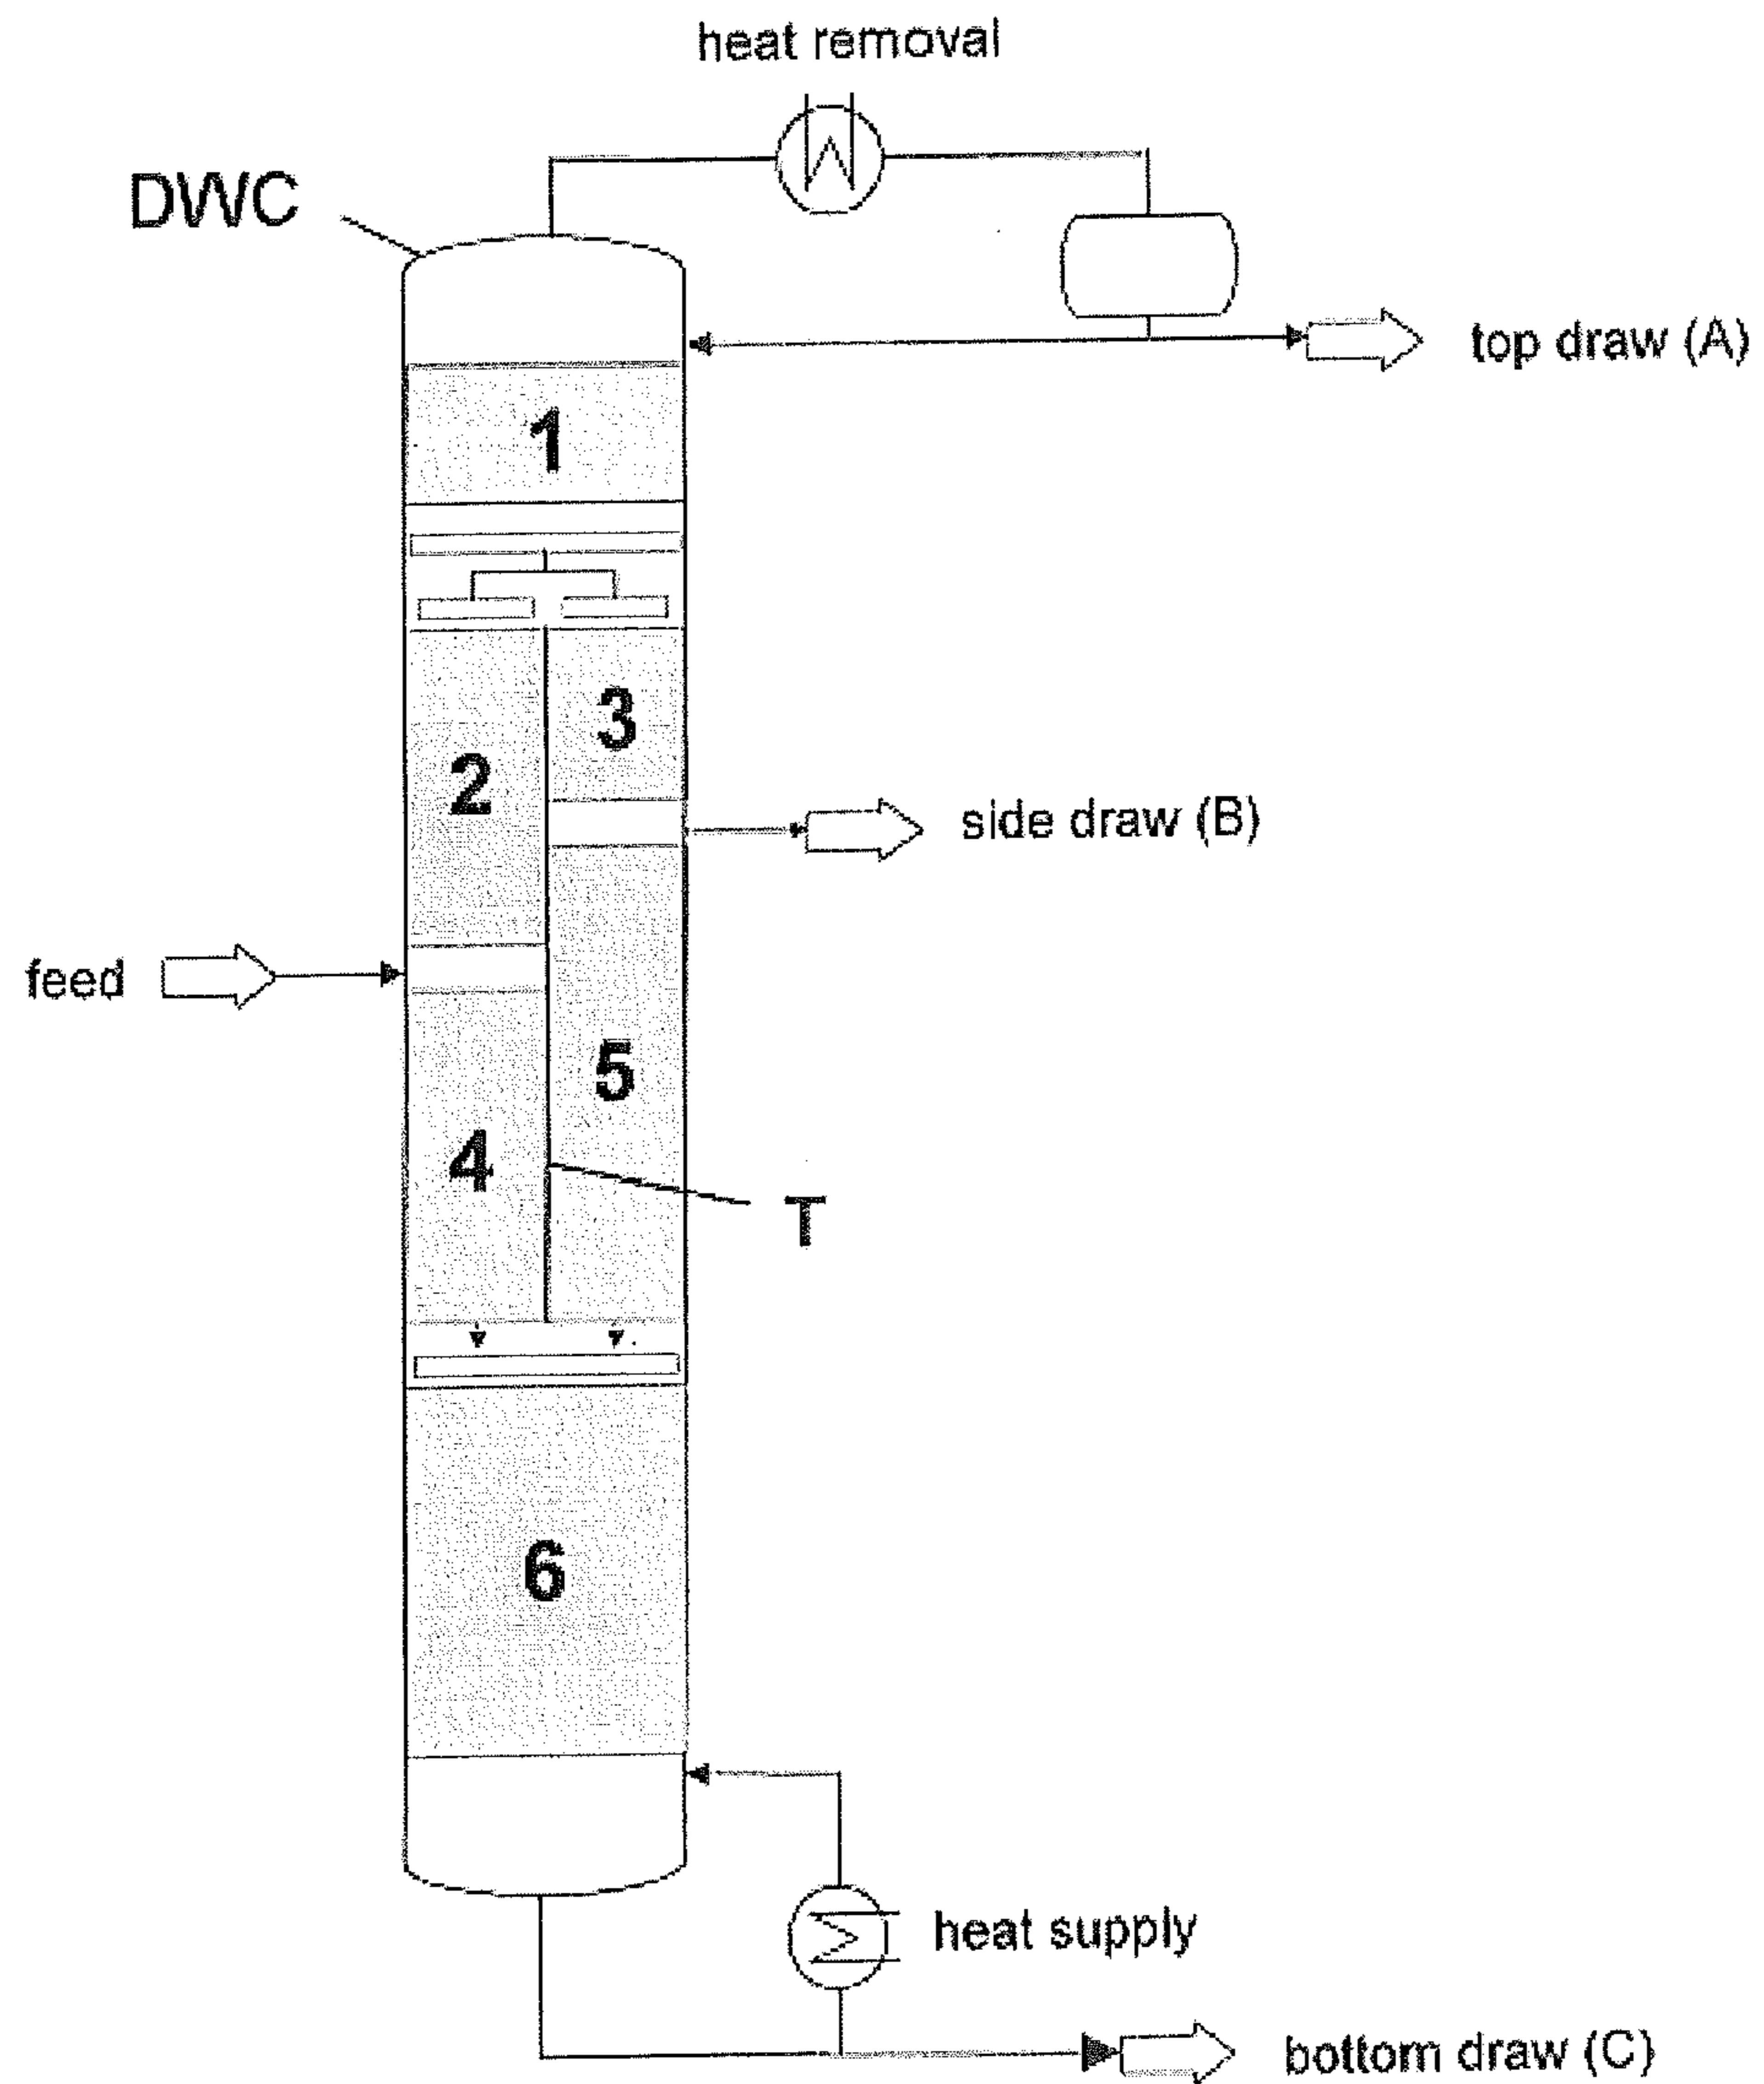 heat removal
DWC
top draw (A)
1
3
2
side draw (B)
feed
5
4
T
6
heat supply
bottom draw (C)